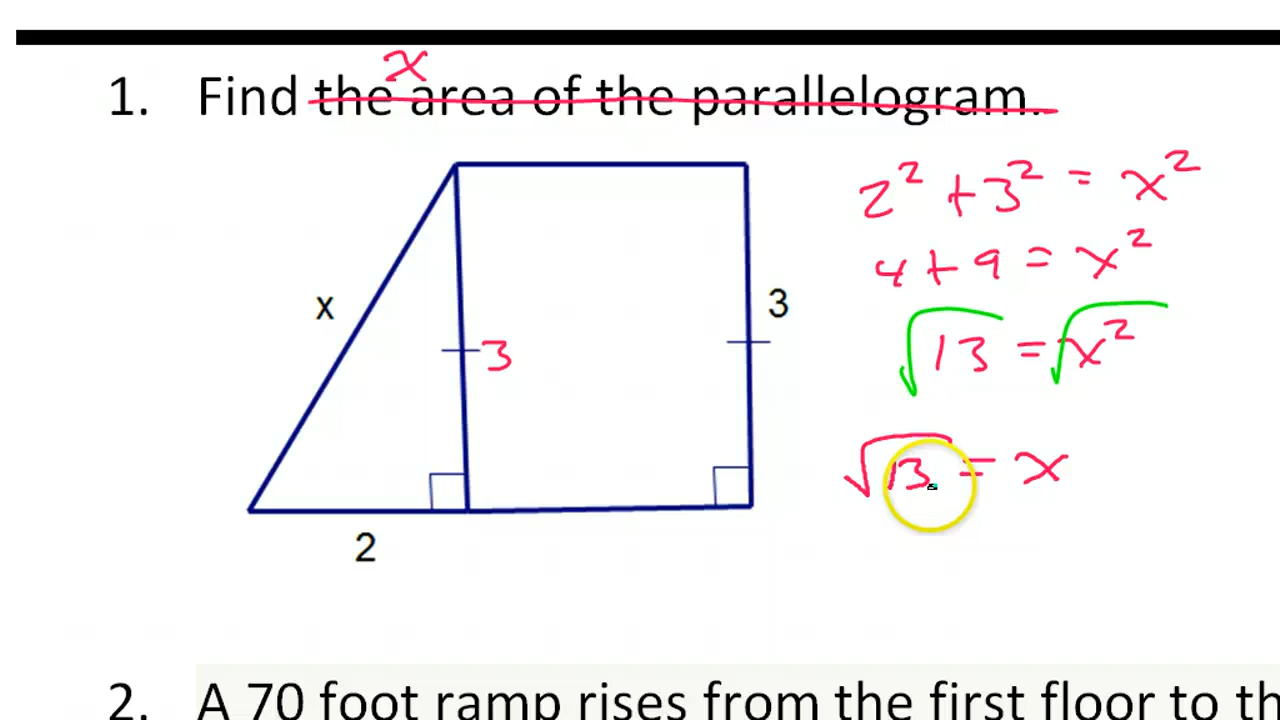 1. Find the area of the parallelogram.
x
2² + 3² = x²
4 + 9 = x²
√13 = √x²
√13 = x
x
3
3
2
2. A 70 foot ramp rises from the first floor to th